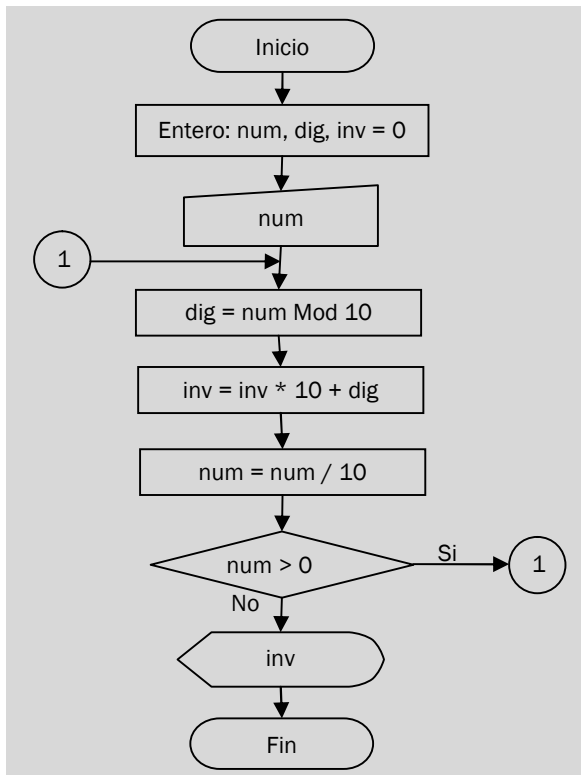 Inicio
Entero: num, dig, inv = 0
num
1
dig = num Mod 10
inv = inv * 10 + dig
num = num / 10
num > 0
Si
1
No
inv
Fin